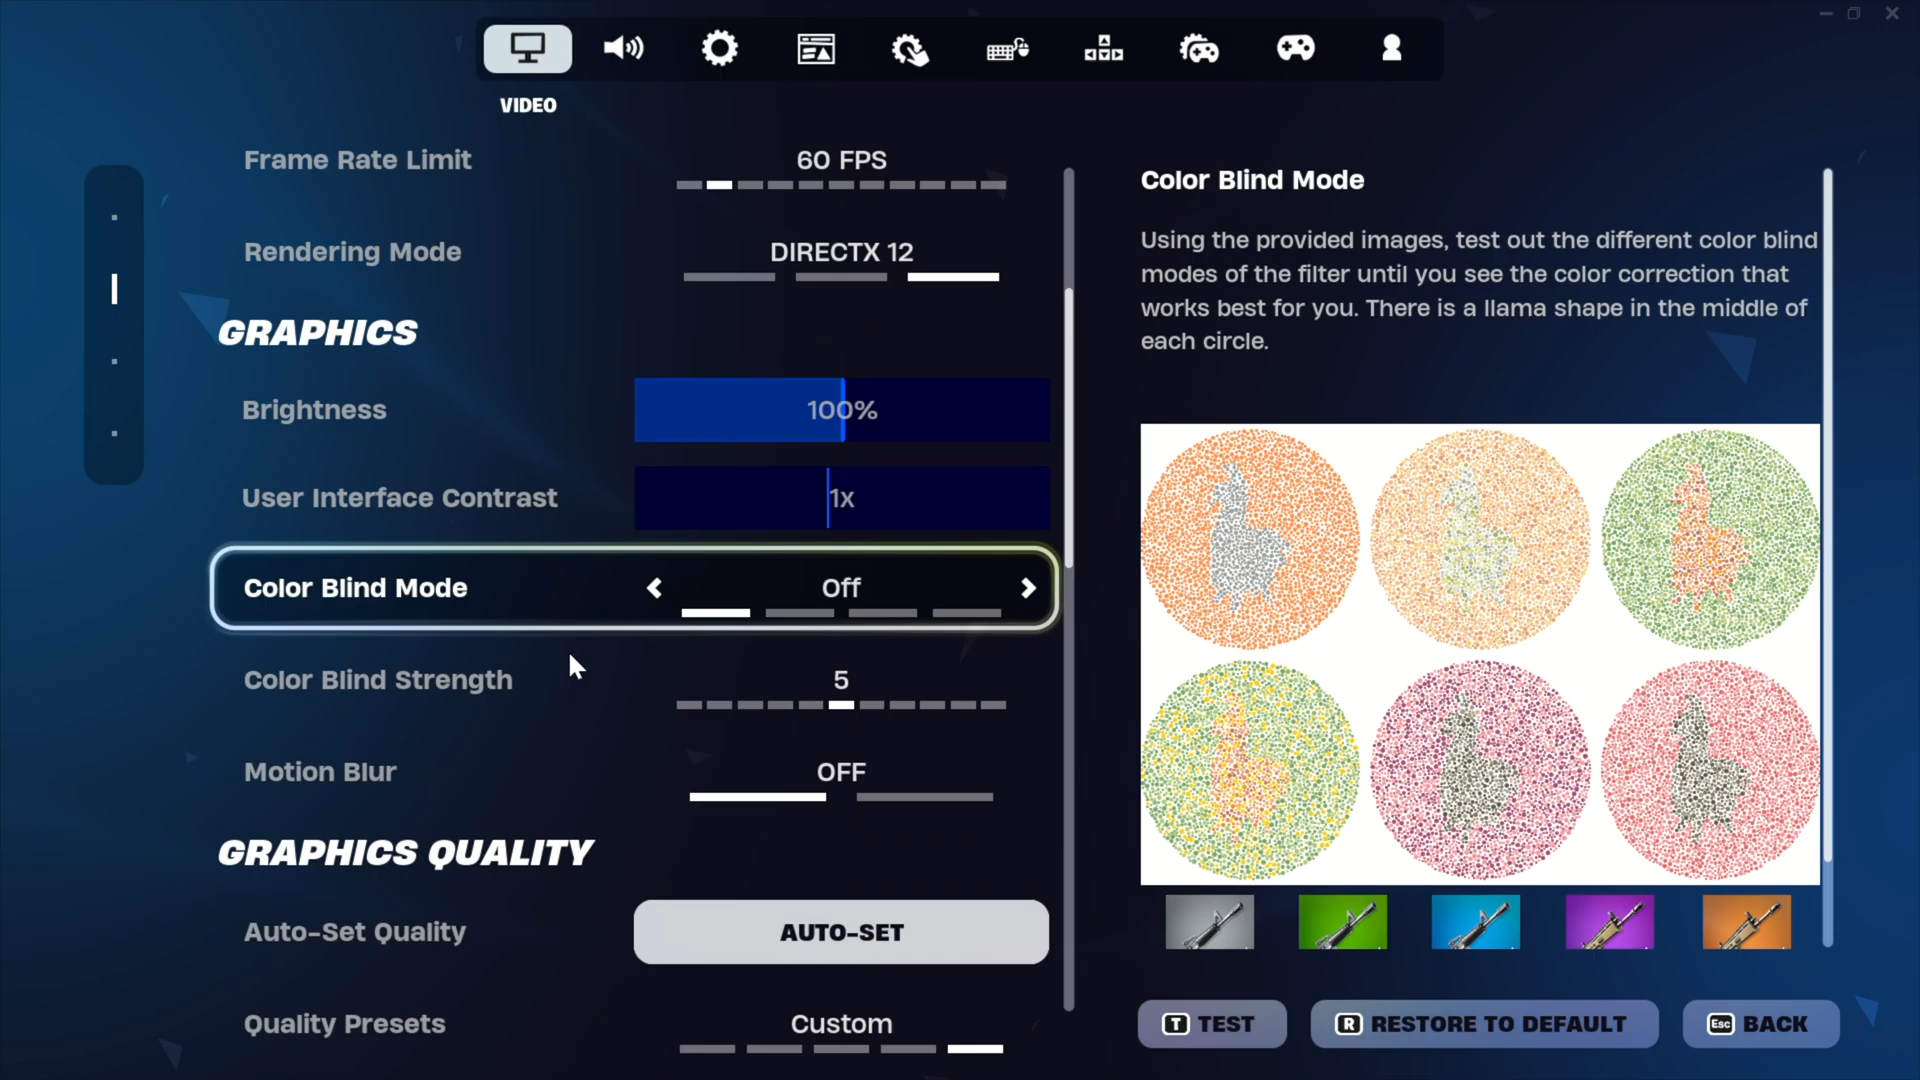 VIDEO
Frame Rate Limit
60 FPS
Rendering Mode
DIRECTX 12
GRAPHICS
Brightness
100%
User Interface Contrast
1x
Color Blind Mode
Off
Color Blind Strength
5
Motion Blur
OFF
GRAPHICS QUALITY
Auto-Set Quality
AUTO-SET
Quality Presets
Custom
Color Blind Mode
Using the provided images, test out the different color blind
modes of the filter until you see the color correction that
works best for you. There is a llama shape in the middle of
each circle.
T TEST
R RESTORE TO DEFAULT
Esc BACK